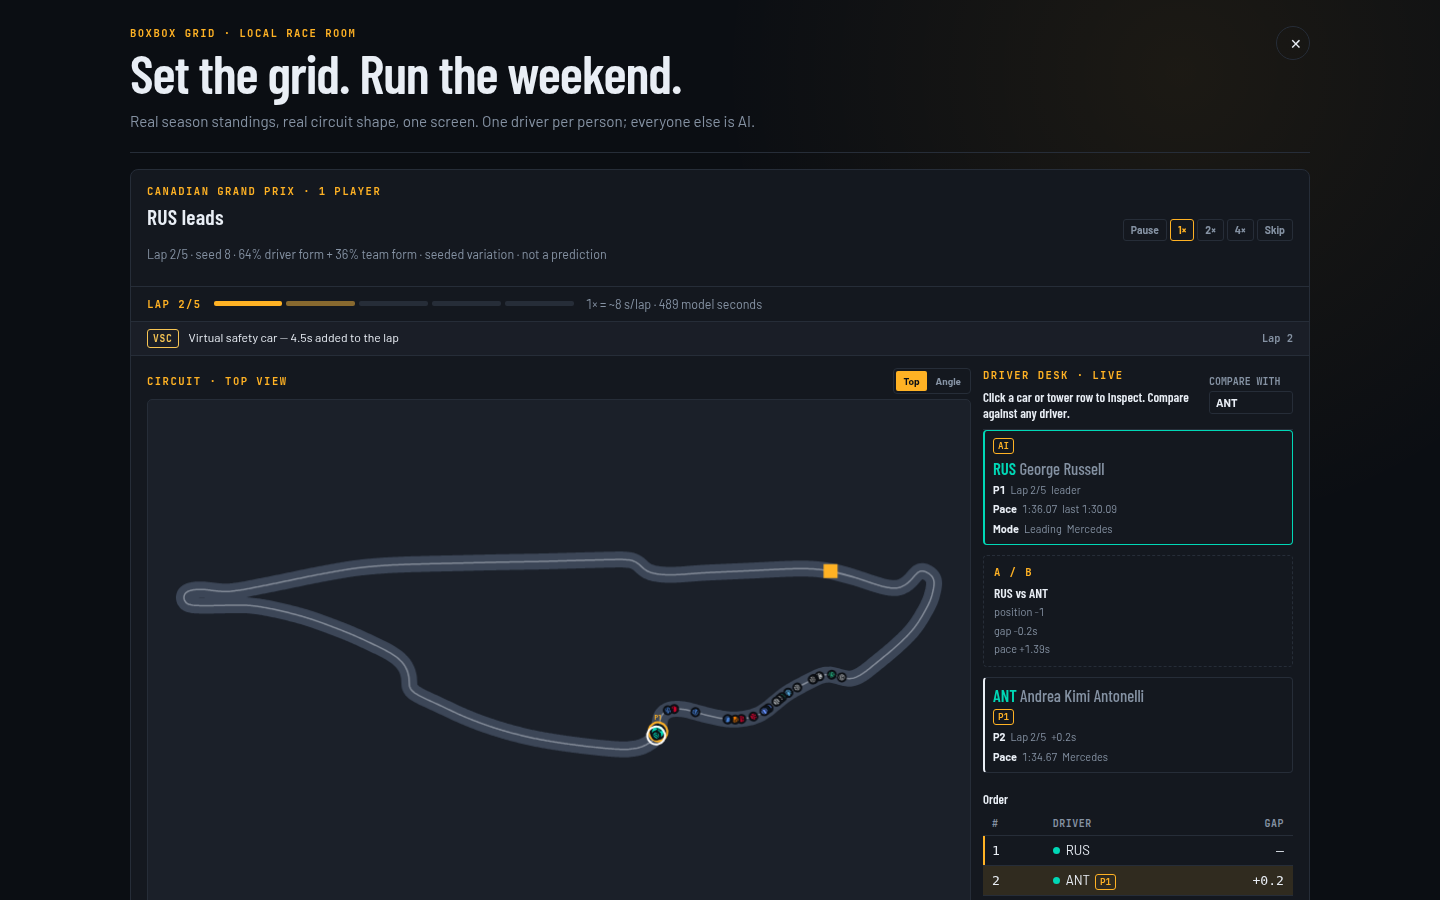 BOXBOX GRID · LOCAL RACE ROOM
Set the grid. Run the weekend.
Real season standings, real circuit shape, one screen. One driver per person; everyone else is AI.
×
CANADIAN GRAND PRIX · 1 PLAYER
RUS leads
Lap 2/5 · seed 8 · 64% driver form + 36% team form · seeded variation · not a prediction
Pause 1× 2× 4× Skip
LAP 2/5 1× = ~8 s/lap · 489 model seconds
VSC Virtual safety car — 4.5s added to the lap Lap 2
CIRCUIT · TOP VIEW
Top Angle
DRIVER DESK · LIVE
Click a car or tower row to inspect. Compare
against any driver.
COMPARE WITH
ANT
AI
RUS George Russell
P1 Lap 2/5 leader
Pace 1:36.07 last 1:30.09
Mode Leading Mercedes
A / B
RUS vs ANT
position -1
gap -0.2s
pace +1.39s
ANT Andrea Kimi Antonelli
P1
P2 Lap 2/5 +0.2s
Pace 1:34.67 Mercedes
Order
# DRIVER GAP
1 RUS —
2 ANT P1 +0.2